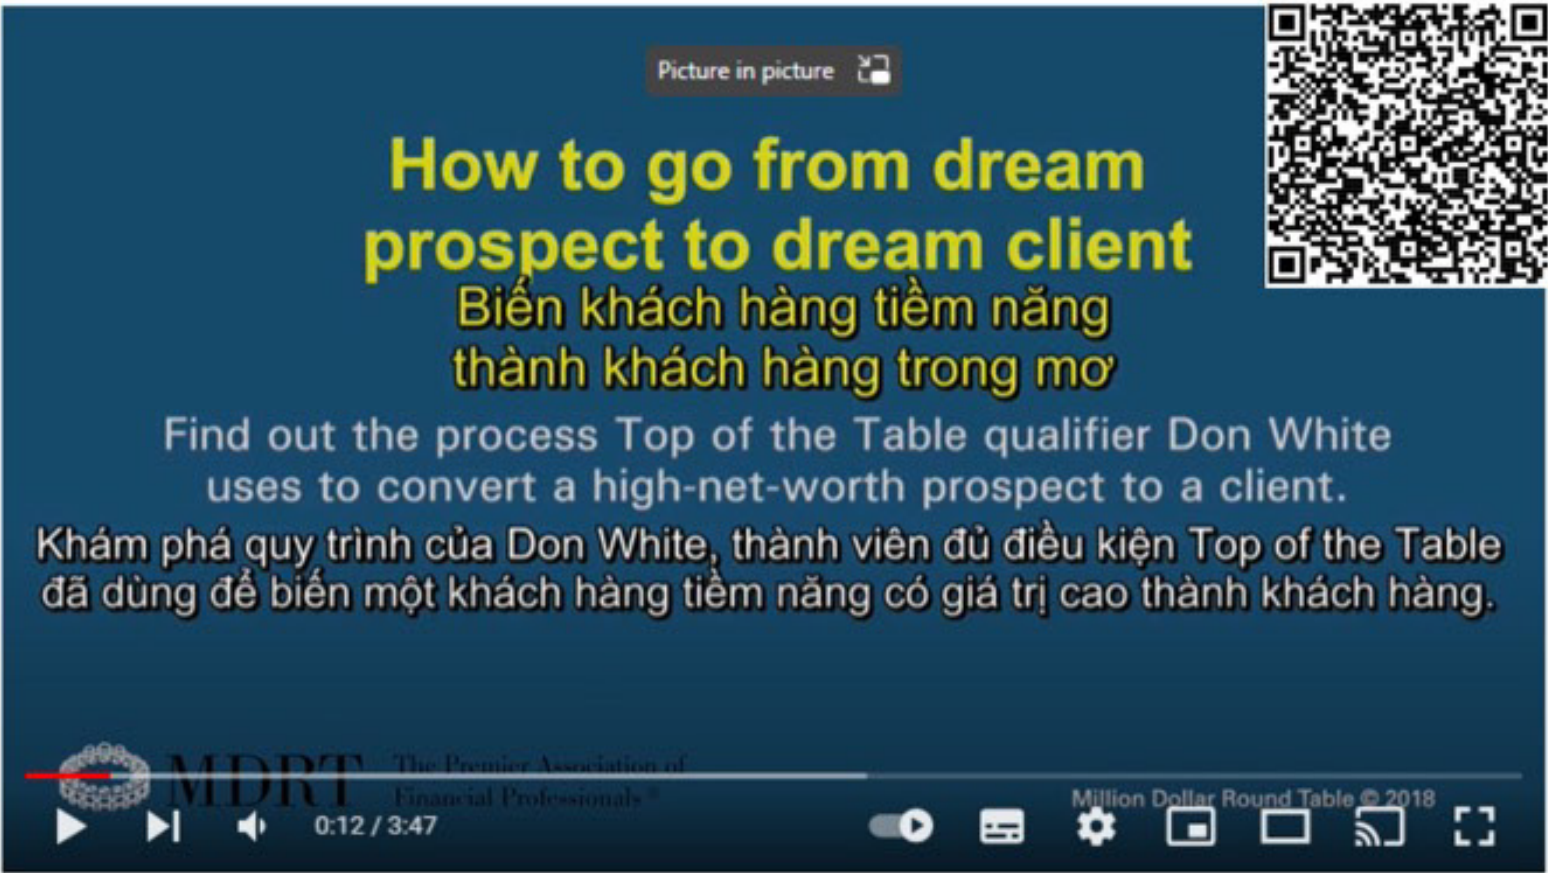 Picture in picture
How to go from dream
prospect to dream client
Biến khách hàng tiềm năng
thành khách hàng trong mơ
Find out the process Top of the Table qualifier Don White
uses to convert a high-net-worth prospect to a client.
Khám phá quy trình của Don White, thành viên đủ điều kiện Top of the Table
đã dùng để biến một khách hàng tiềm năng có giá trị cao thành khách hàng.
MDRT
The Premier Association of
Financial Professionals ®
Million Dollar Round Table © 2018
0:12 / 3:47